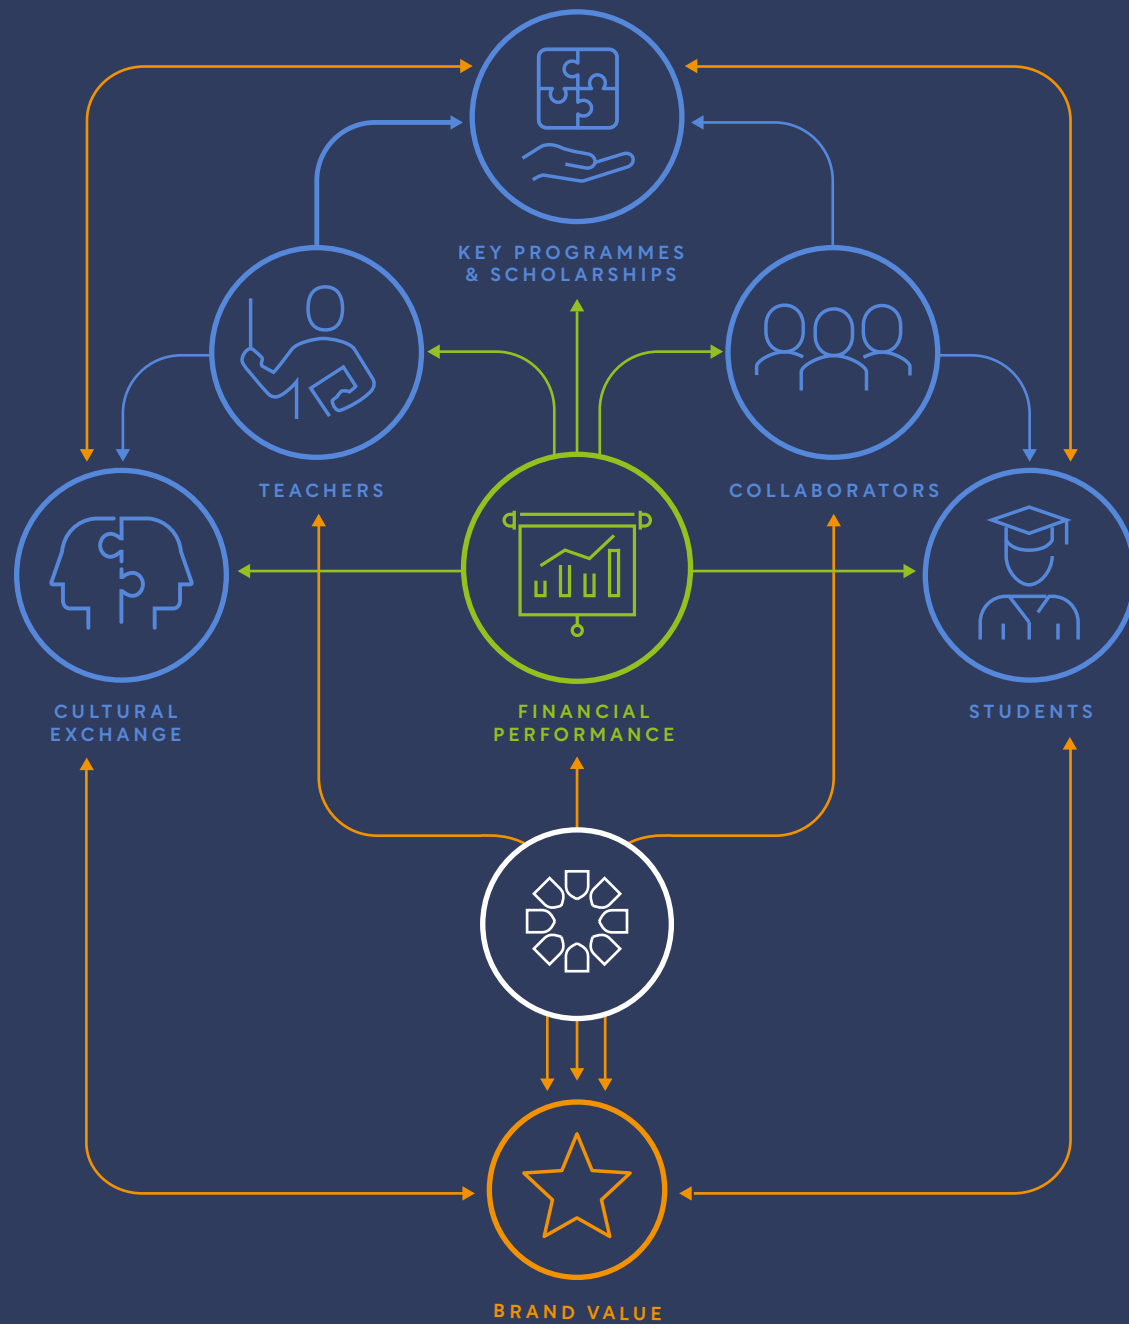 KEY PROGRAMMES
& SCHOLARSHIPS
TEACHERS
COLLABORATORS
CULTURAL
EXCHANGE
FINANCIAL
PERFORMANCE
STUDENTS
BRAND VALUE